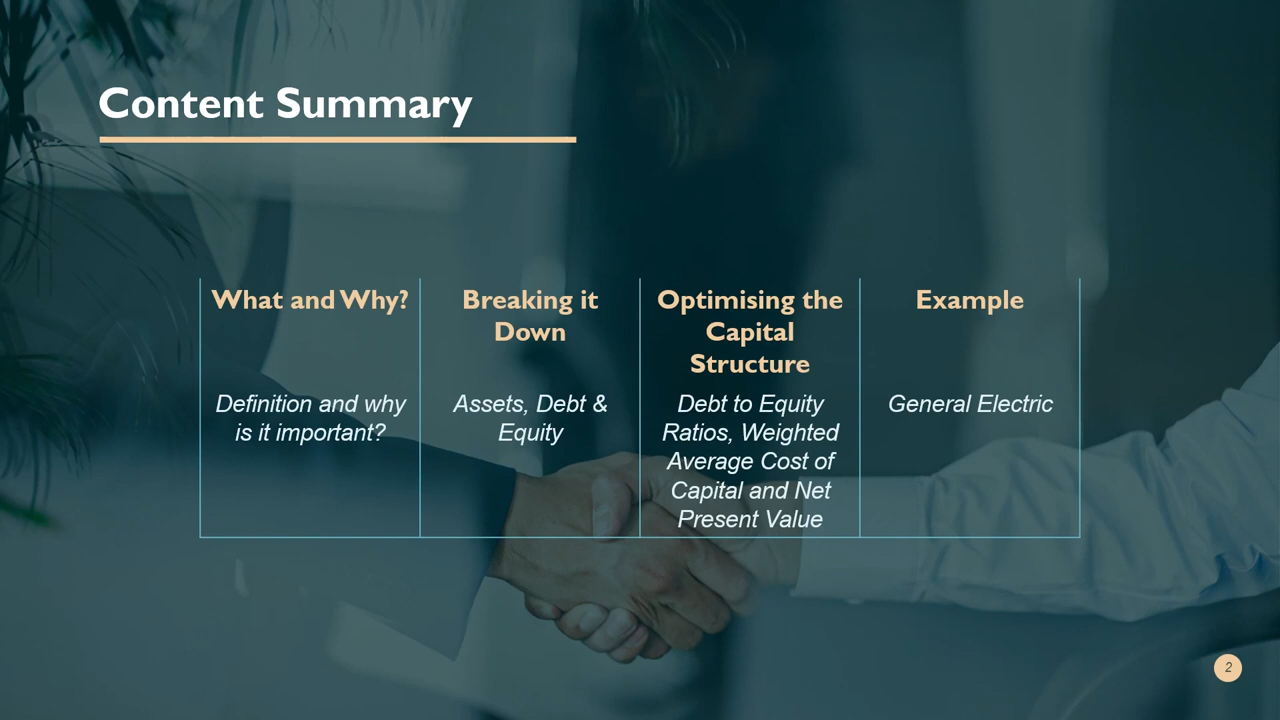 Content Summary
What and Why?
Definition and why
is it important?
Breaking it
Down
Assets, Debt &
Equity
Optimising the
Capital
Structure
Debt to Equity
Ratios, Weighted
Average Cost of
Capital and Net
Present Value
Example
General Electric
2